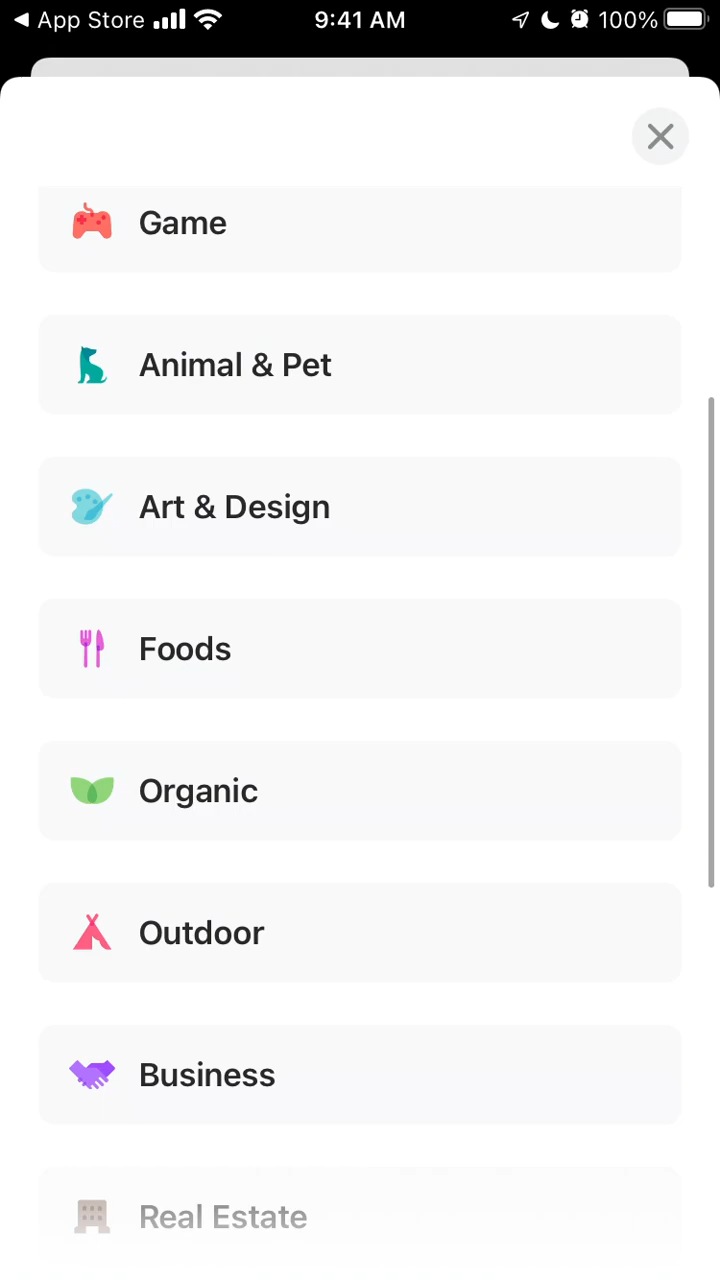 App Store 9:41 AM 100%
Game
Animal & Pet
Art & Design
Foods
Organic
Outdoor
Business
Real Estate